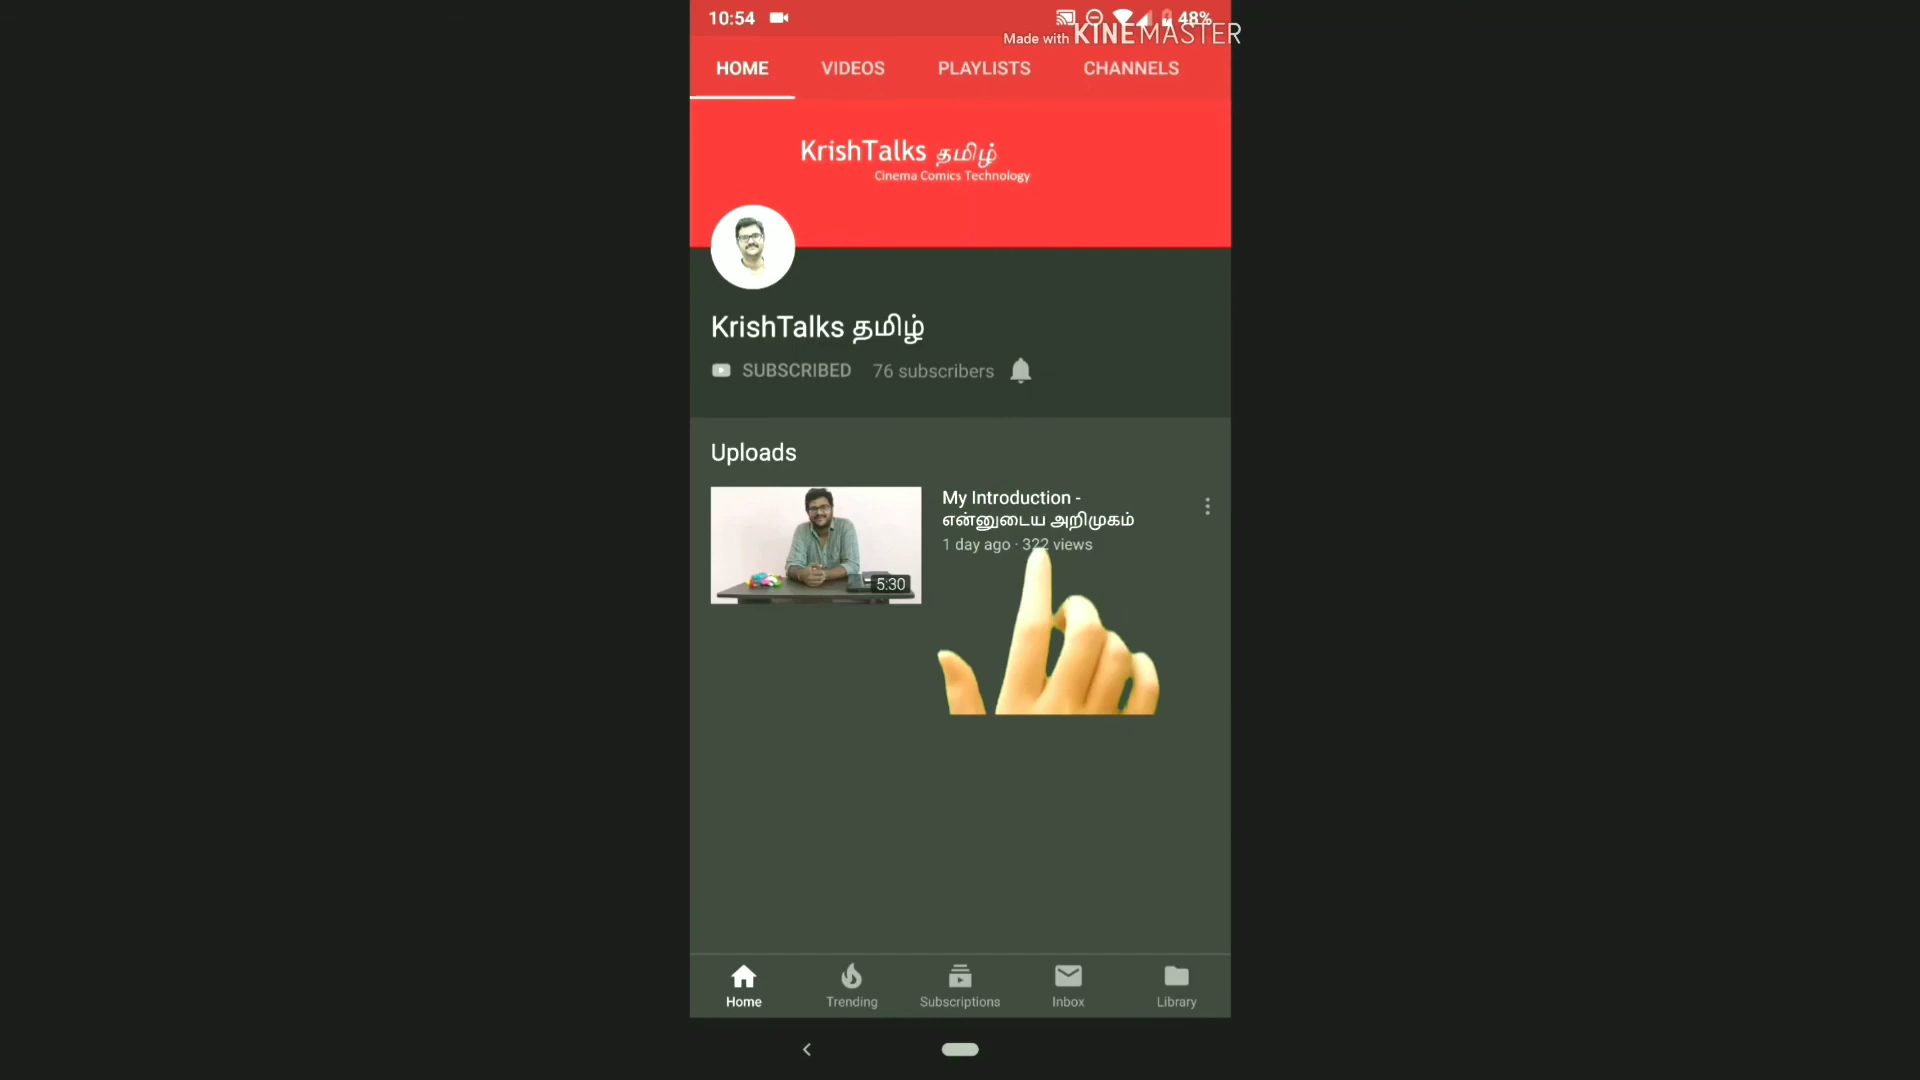 10:54
48%
Made with KINEMASTER
HOME VIDEOS PLAYLISTS CHANNELS
KrishTalks தமிழ்
Cinema Comics Technology
KrishTalks தமிழ்
SUBSCRIBED 76 subscribers
Uploads
My Introduction -
என்னுடைய அறிமுகம்
1 day ago · 322 views
5:30
Home Trending Subscriptions Inbox Library